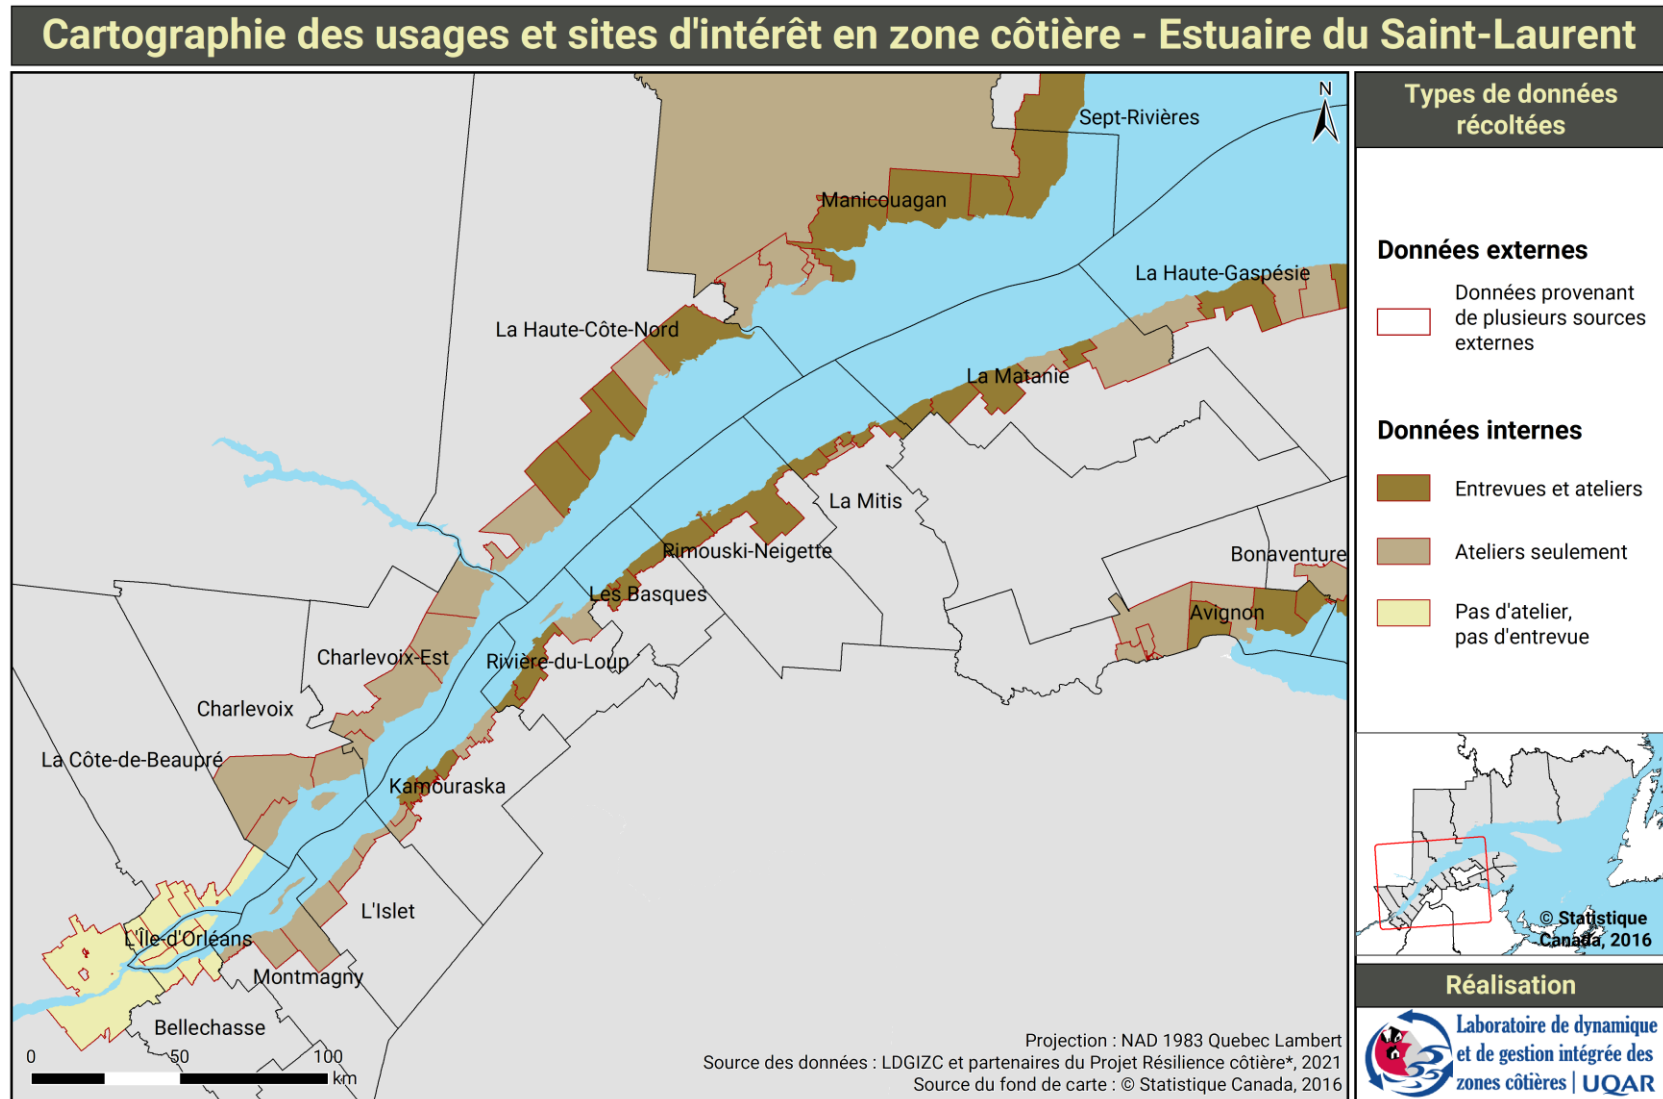 Cartographie des usages et sites d'intérêt en zone côtière - Estuaire du Saint-Laurent
N
Sept-Rivières
Manicouagan
La Haute-Gaspésie
La Haute-Côte-Nord
La Matanie
La Mitis
Rimouski-Neigette
Bonaventure
Les Basques
Avignon
Charlevoix-Est
Rivière-du-Loup
Charlevoix
La Côte-de-Beaupré
Kamouraska
L'Islet
L'Île-d'Orléans
Montmagny
Bellechasse
0 50 100
km
Projection : NAD 1983 Quebec Lambert
Source des données : LDGIZC et partenaires du Projet Résilience côtière*, 2021
Source du fond de carte : © Statistique Canada, 2016
Types de données
récoltées
Données externes
Données provenant
de plusieurs sources
externes
Données internes
Entrevues et ateliers
Ateliers seulement
Pas d'atelier,
pas d'entrevue
© Statistique
Canada, 2016
Réalisation
Laboratoire de dynamique
et de gestion intégrée des
zones côtières | UQAR